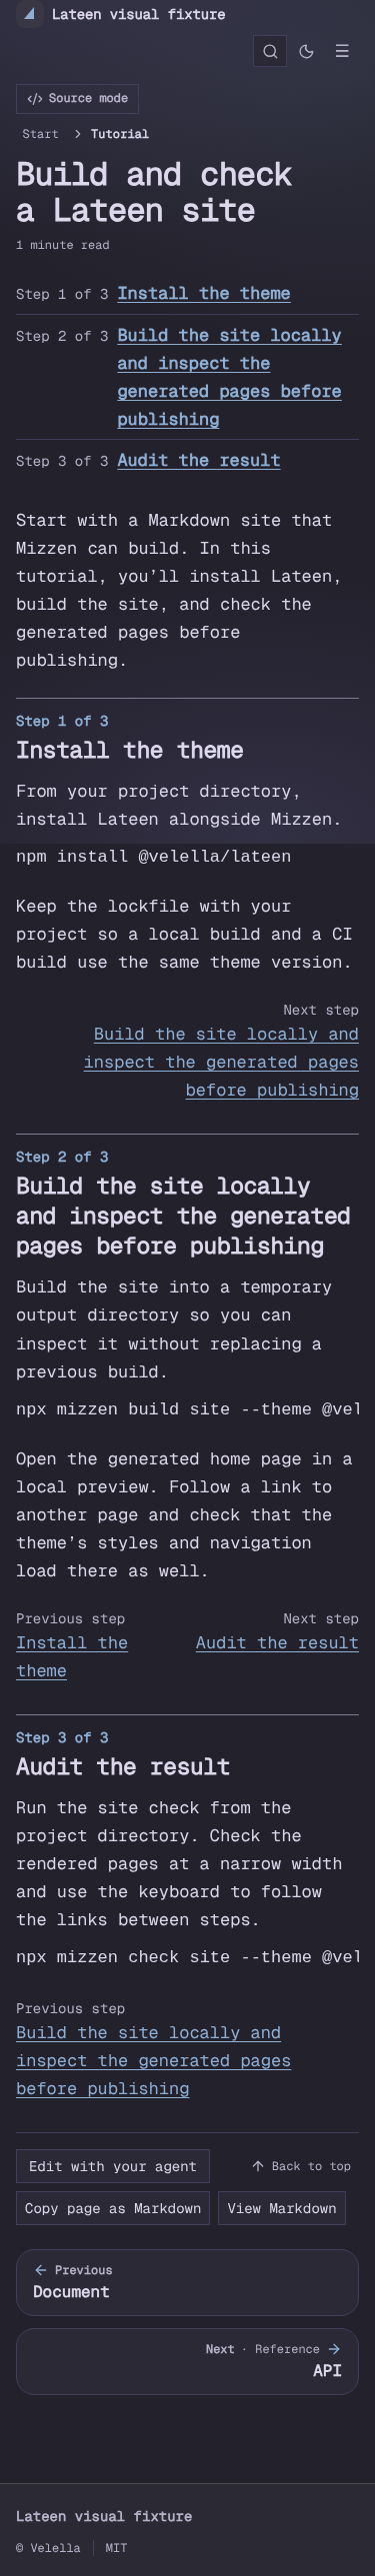 Lateen visual fixture
Source mode
Start > Tutorial
Build and check
a Lateen site
1 minute read
Step 1 of 3 Install the theme
Step 2 of 3 Build the site locally
and inspect the
generated pages before
publishing
Step 3 of 3 Audit the result
Start with a Markdown site that
Mizzen can build. In this
tutorial, you’ll install Lateen,
build the site, and check the
generated pages before
publishing.
Step 1 of 3
Install the theme
From your project directory,
install Lateen alongside Mizzen.
npm install @velella/lateen
Keep the lockfile with your
project so a local build and a CI
build use the same theme version.
Next step
Build the site locally and
inspect the generated pages
before publishing
Step 2 of 3
Build the site locally
and inspect the generated
pages before publishing
Build the site into a temporary
output directory so you can
inspect it without replacing a
previous build.
npx mizzen build site --theme @vel
Open the generated home page in a
local preview. Follow a link to
another page and check that the
theme’s styles and navigation
load there as well.
Previous step Next step
Install the Audit the result
theme
Step 3 of 3
Audit the result
Run the site check from the
project directory. Check the
rendered pages at a narrow width
and use the keyboard to follow
the links between steps.
npx mizzen check site --theme @vel
Previous step
Build the site locally and
inspect the generated pages
before publishing
Edit with your agent ↑ Back to top
Copy page as Markdown View Markdown
← Previous
Document
Next · Reference →
API
Lateen visual fixture
© Velella MIT